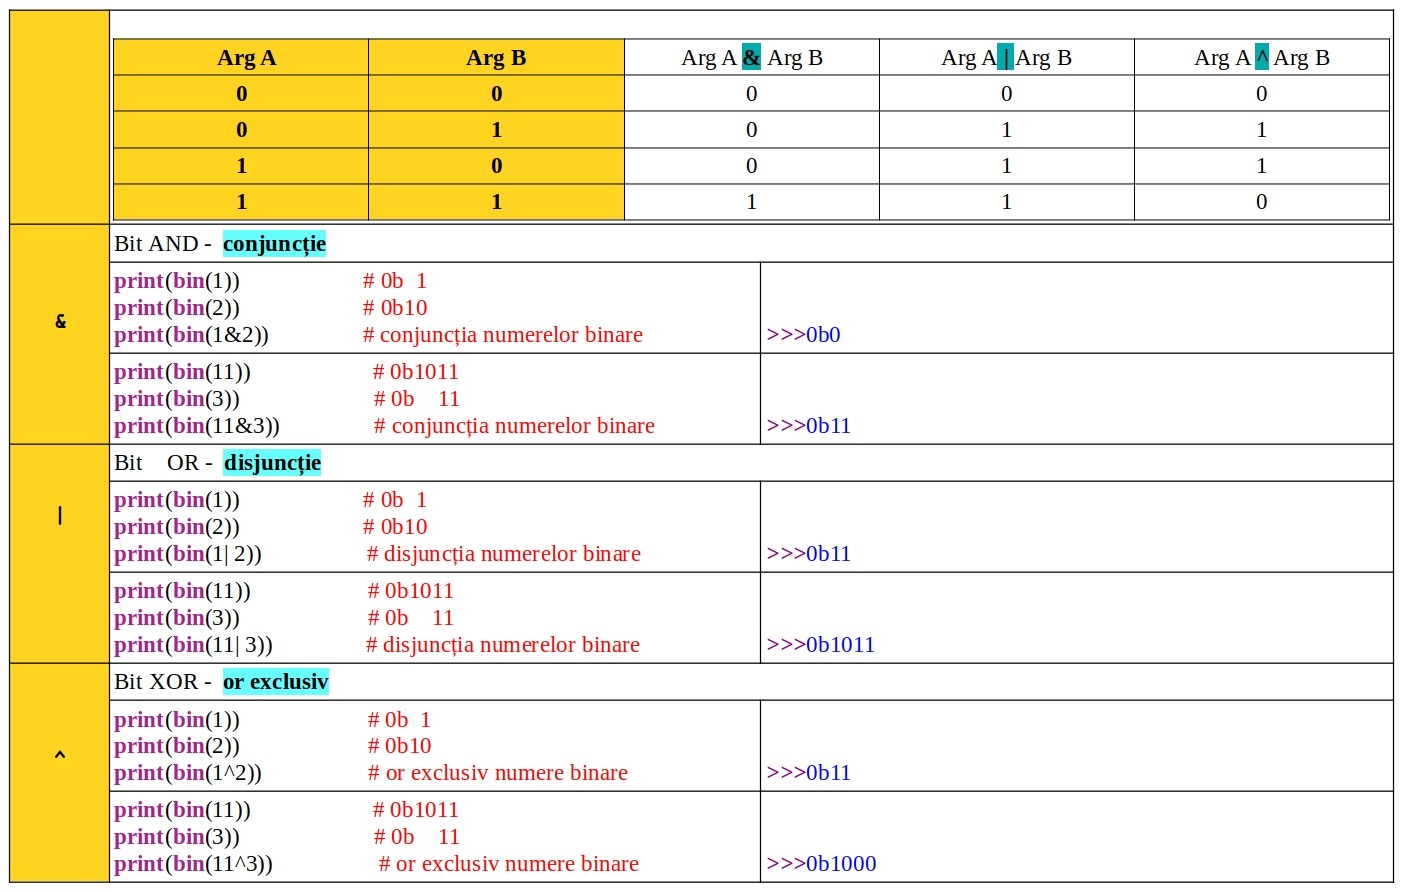 Arg A Arg B Arg A & Arg B Arg A | Arg B Arg A ^ Arg B
0 0 0 0 0
0 1 0 1 1
1 0 0 1 1
1 1 1 1 0
&
Bit AND - conjuncție
print(bin(1)) # 0b 1
print(bin(2)) # 0b10
print(bin(1&2)) # conjuncția numerelor binare >>>0b0
print(bin(11)) # 0b1011
print(bin(3)) # 0b 11
print(bin(11&3)) # conjuncția numerelor binare >>>0b11
|
Bit OR - disjuncție
print(bin(1)) # 0b 1
print(bin(2)) # 0b10
print(bin(1| 2)) # disjuncția numerelor binare >>>0b11
print(bin(11)) # 0b1011
print(bin(3)) # 0b 11
print(bin(11| 3)) # disjuncția numerelor binare >>>0b1011
^
Bit XOR - or exclusiv
print(bin(1)) # 0b 1
print(bin(2)) # 0b10
print(bin(1^2)) # or exclusiv numere binare >>>0b11
print(bin(11)) # 0b1011
print(bin(3)) # 0b 11
print(bin(11^3)) # or exclusiv numere binare >>>0b1000